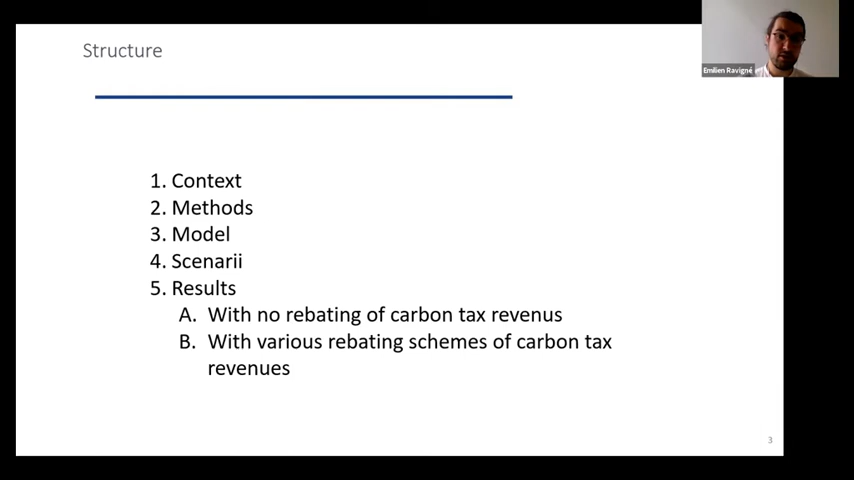 Structure
Emilien Ravigné
1. Context
2. Methods
3. Model
4. Scenarii
5. Results
A. With no rebating of carbon tax revenus
B. With various rebating schemes of carbon tax
revenues
3